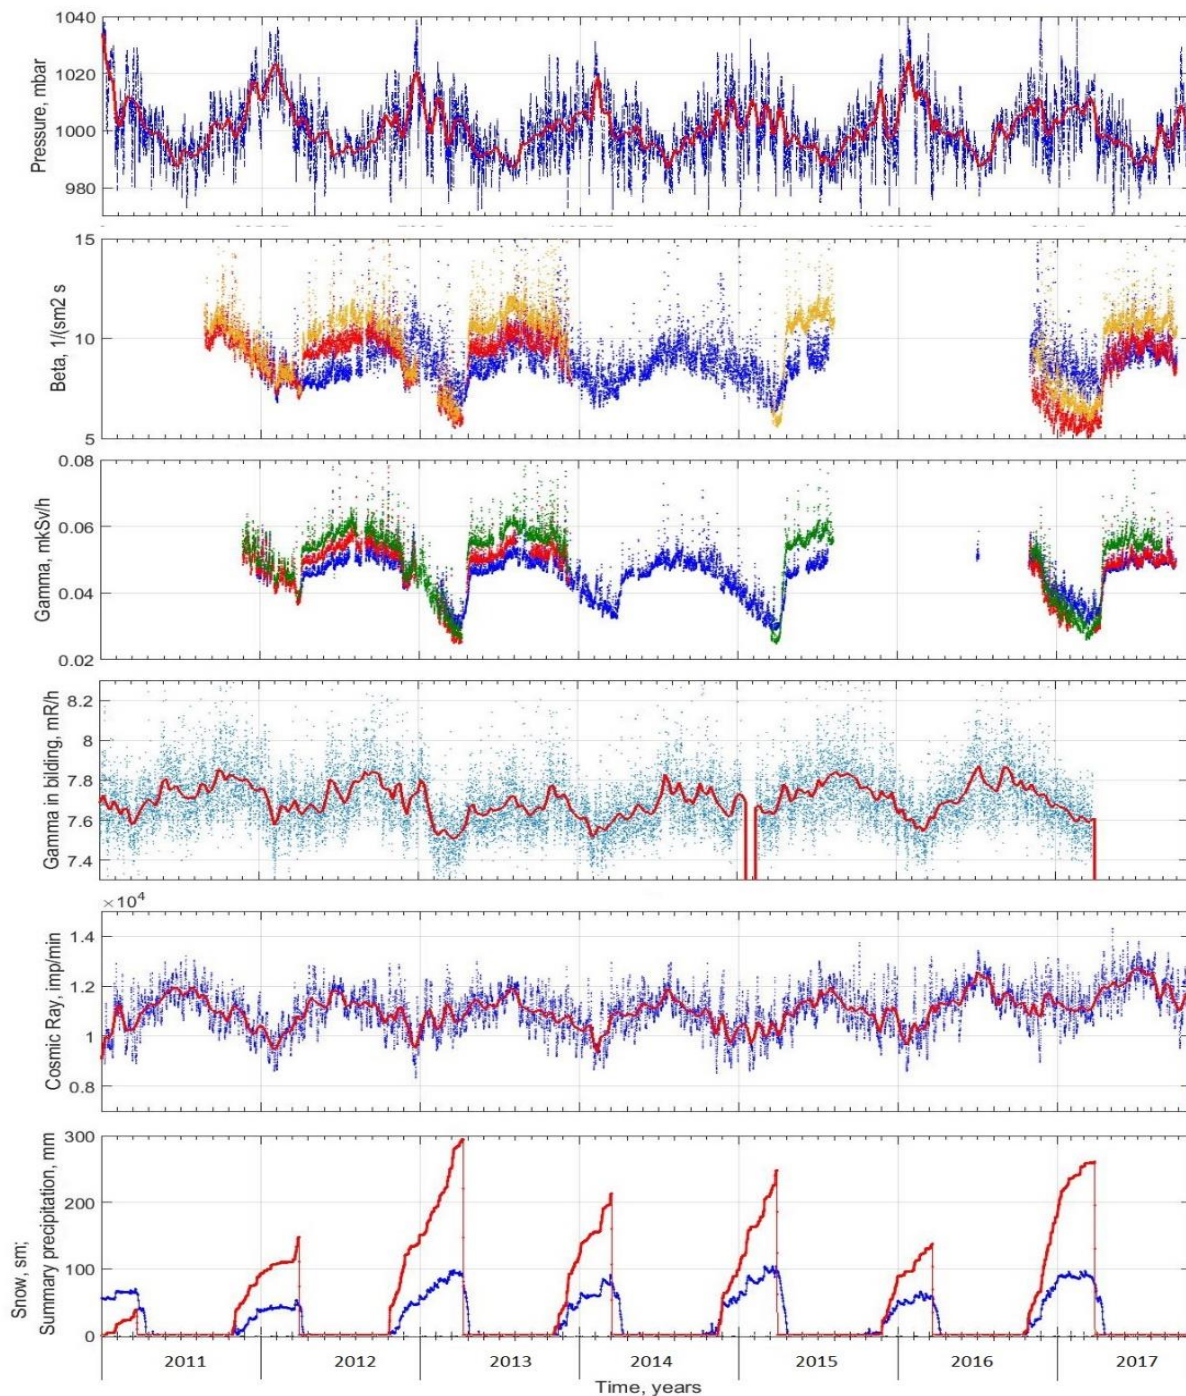 1040
1020
1000
980
Pressure, mbar
15
10
5
Beta, 1/(sm2 s
0.08
0.06
0.04
0.02
Gamma, mkSv/h
8.2
8
7.8
7.6
7.4
Gamma in bilding, mR/h
×10⁴
1.4
1.2
1
0.8
Cosmic Ray, imp/min
300
200
100
0
Snow, sm;
Summary precipitation, mm
2011 2012 2013 2014 2015 2016 2017
Time, years